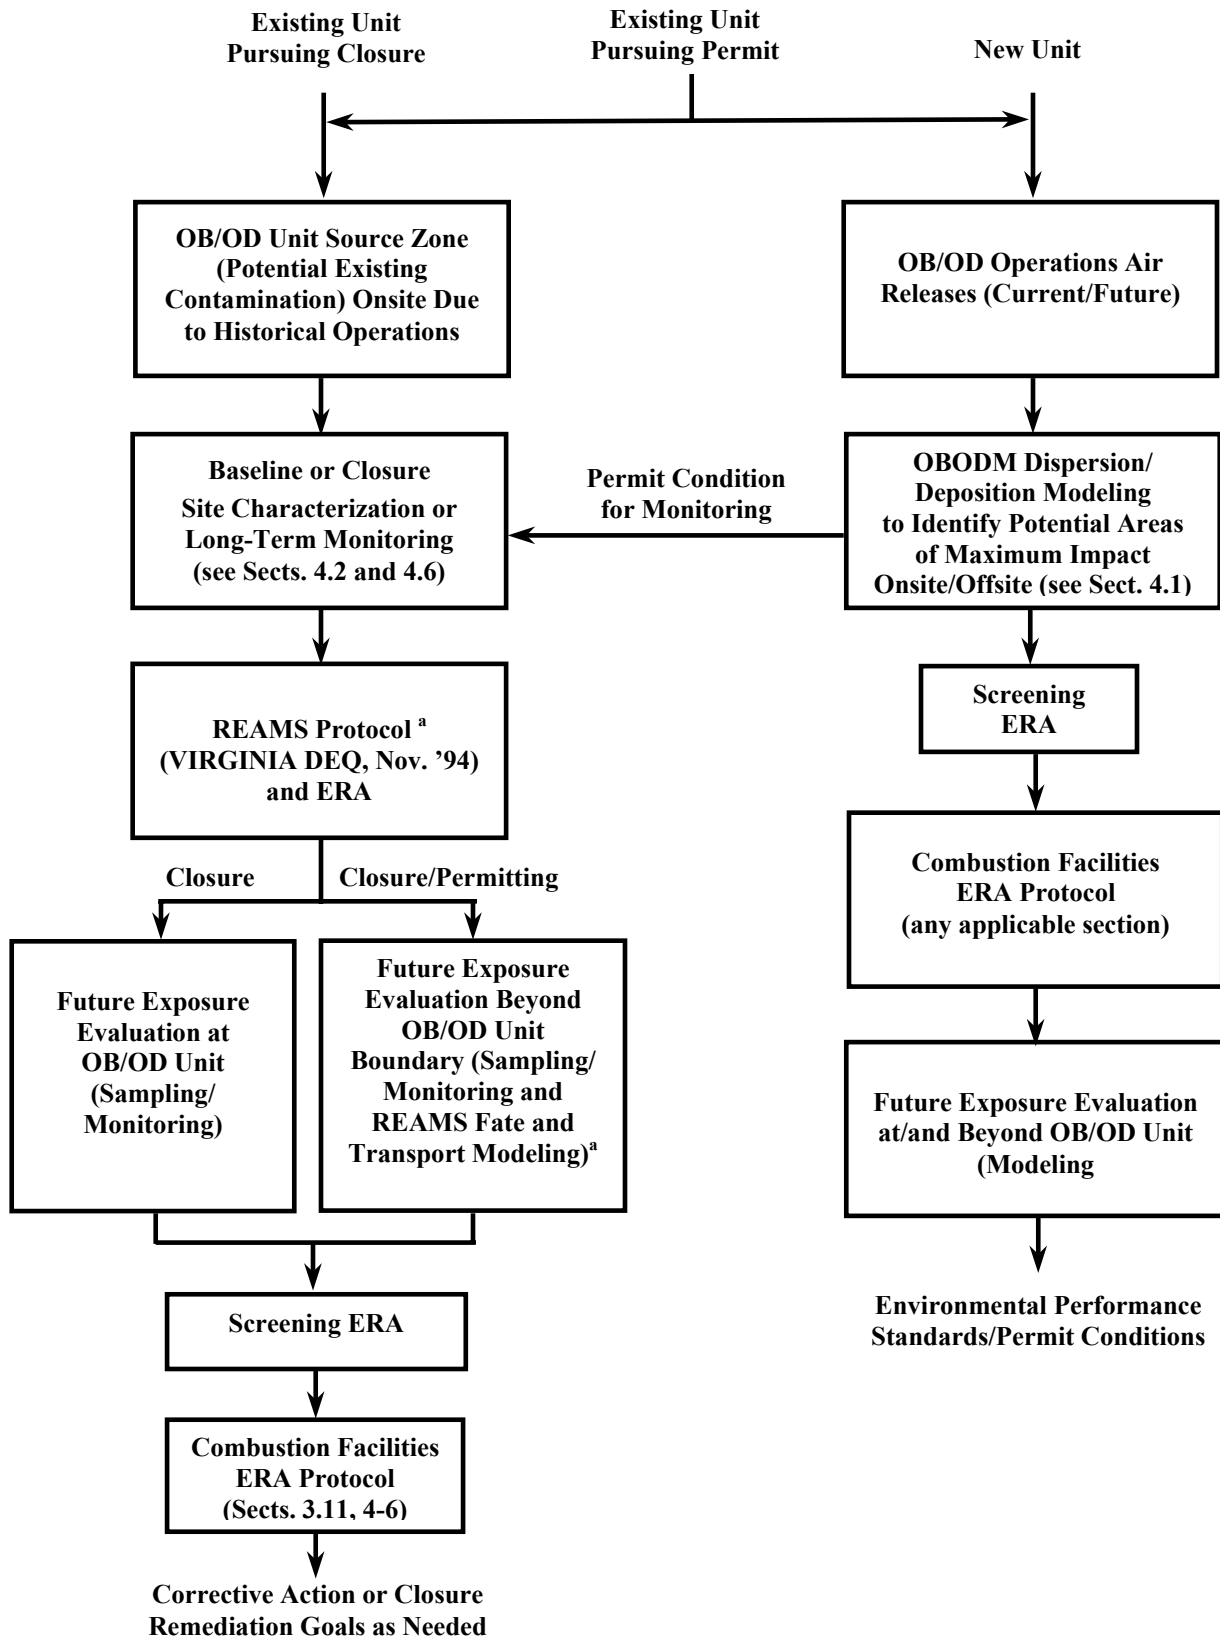 Existing Unit
Pursuing Closure
Existing Unit
Pursuing Permit
New Unit
OB/OD Unit Source Zone
(Potential Existing
Contamination) Onsite Due
to Historical Operations
OB/OD Operations Air
Releases (Current/Future)
Baseline or Closure
Site Characterization or
Long-Term Monitoring
(see Sects. 4.2 and 4.6)
Permit Condition
for Monitoring
OBODM Dispersion/
Deposition Modeling
to Identify Potential Areas
of Maximum Impact
Onsite/Offsite (see Sect. 4.1)
REAMS Protocol a
(VIRGINIA DEQ, Nov. ’94)
and ERA
Screening
ERA
Combustion Facilities
ERA Protocol
(any applicable section)
Closure
Closure/Permitting
Future Exposure
Evaluation at
OB/OD Unit
(Sampling/
Monitoring)
Future Exposure
Evaluation Beyond
OB/OD Unit
Boundary (Sampling/
Monitoring and
REAMS Fate and
Transport Modeling)a
Future Exposure Evaluation
at/and Beyond OB/OD Unit
(Modeling
Screening ERA
Environmental Performance
Standards/Permit Conditions
Combustion Facilities
ERA Protocol
(Sects. 3.11, 4-6)
Corrective Action or Closure
Remediation Goals as Needed